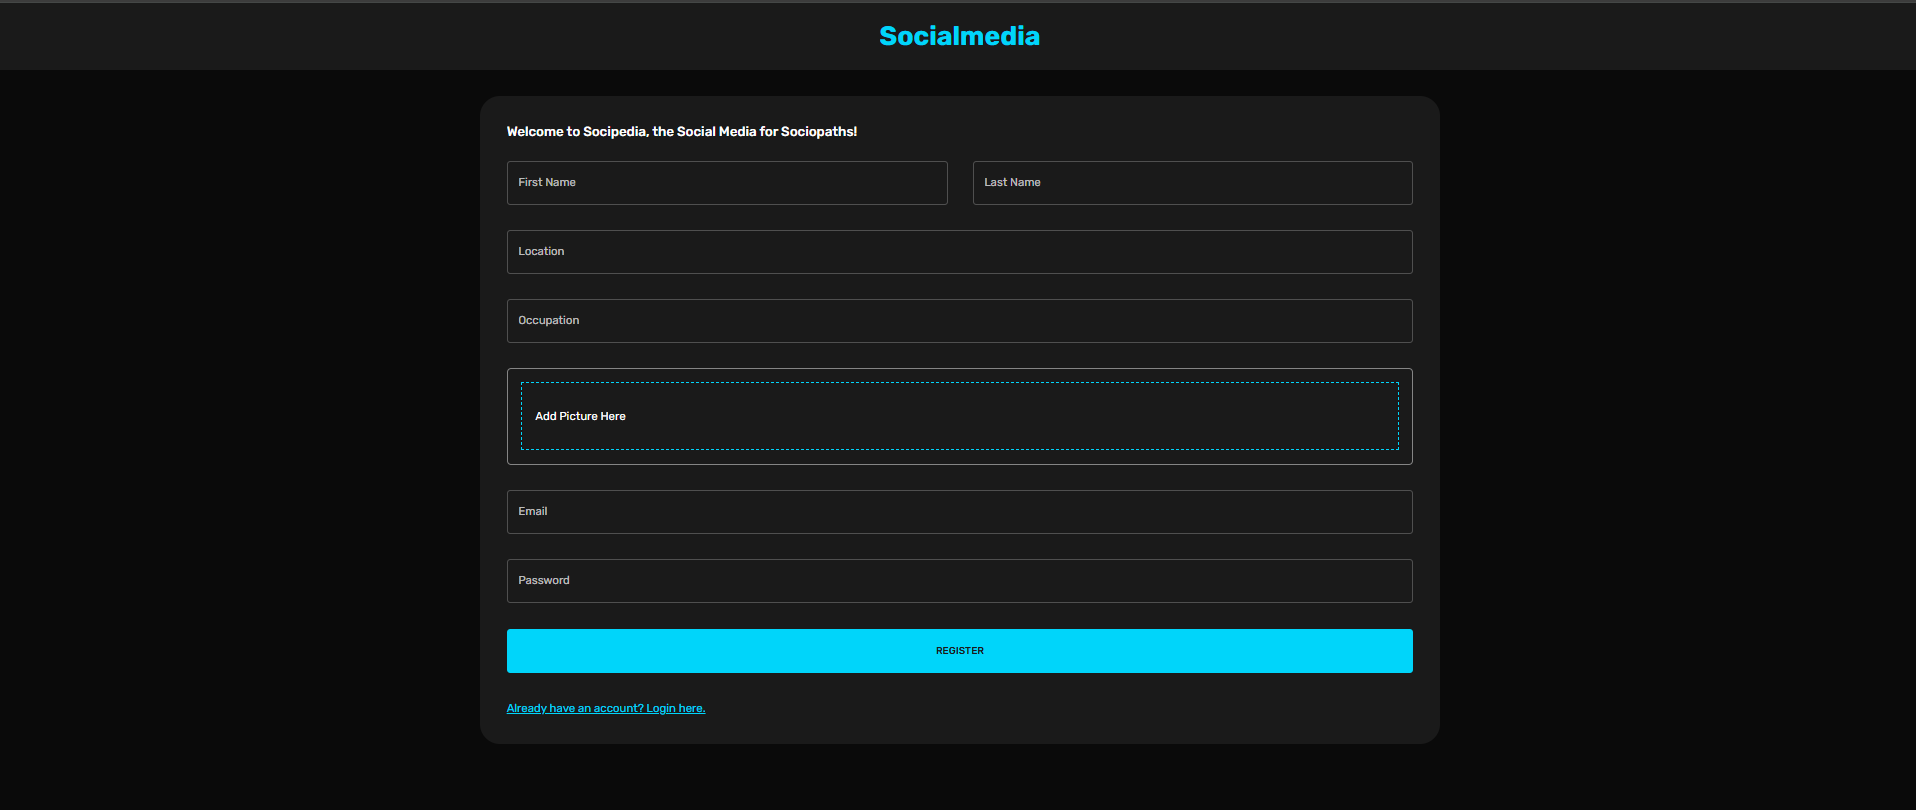 Socialmedia
Welcome to Socipedia, the Social Media for Sociopaths!
First Name
Last Name
Location
Occupation
Add Picture Here
Email
Password
REGISTER
Already have an account? Login here.